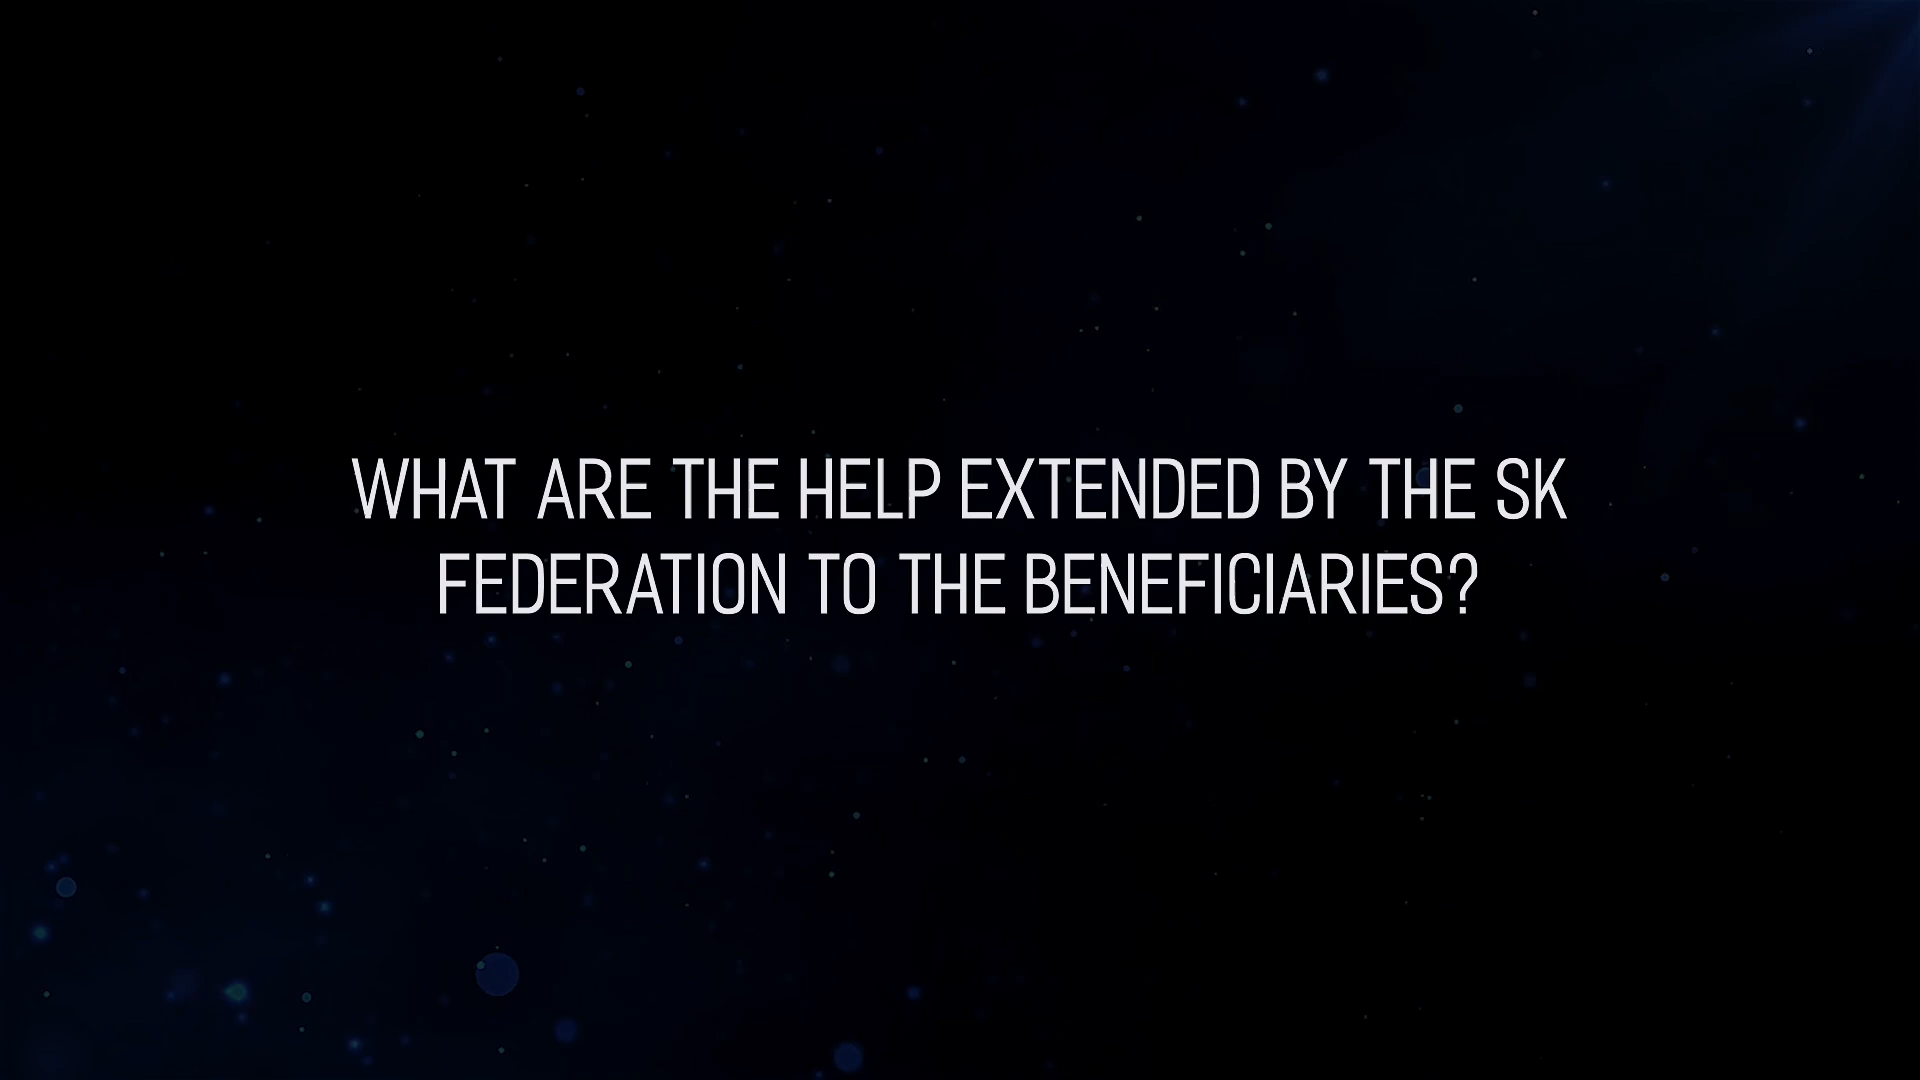 WHAT ARE THE HELP EXTENDED BY THE SK
FEDERATION TO THE BENEFICIARIES?